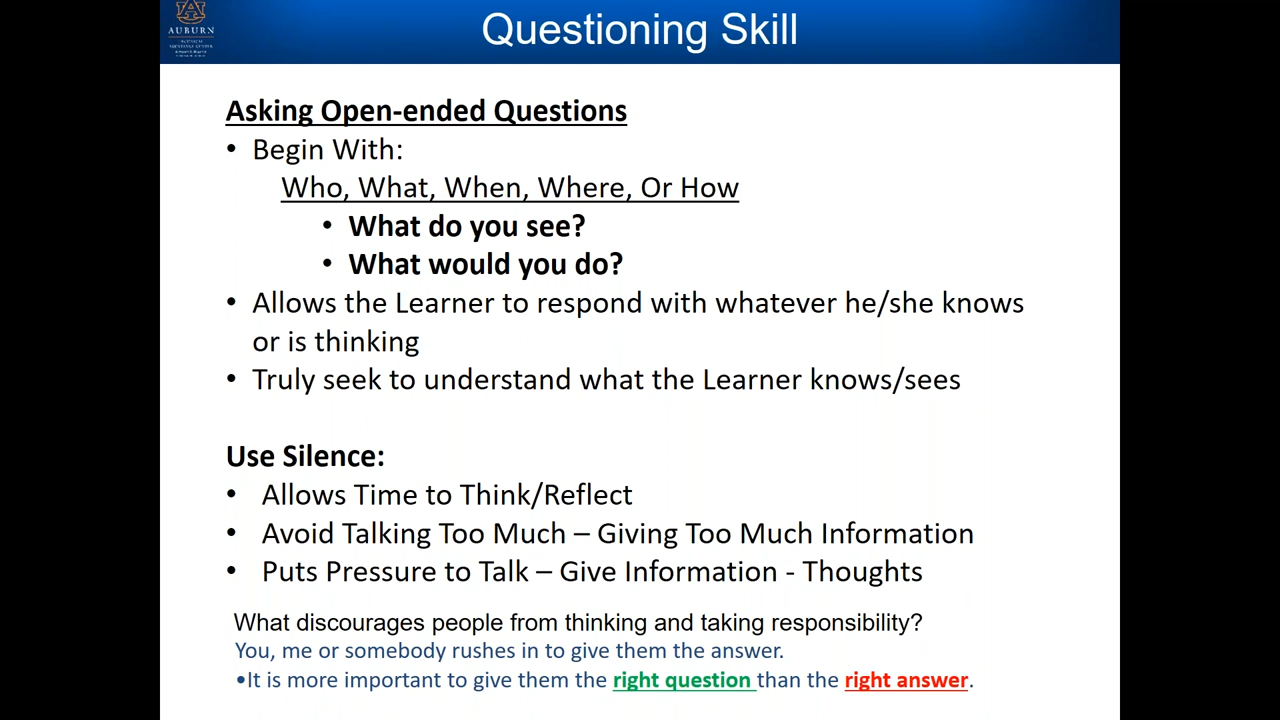 Questioning Skill
AUBURN
Asking Open-ended Questions
• Begin With:
Who, What, When, Where, Or How
• What do you see?
• What would you do?
• Allows the Learner to respond with whatever he/she knows
or is thinking
• Truly seek to understand what the Learner knows/sees
Use Silence:
• Allows Time to Think/Reflect
• Avoid Talking Too Much – Giving Too Much Information
• Puts Pressure to Talk – Give Information - Thoughts
What discourages people from thinking and taking responsibility?
You, me or somebody rushes in to give them the answer.
•It is more important to give them the right question than the right answer.